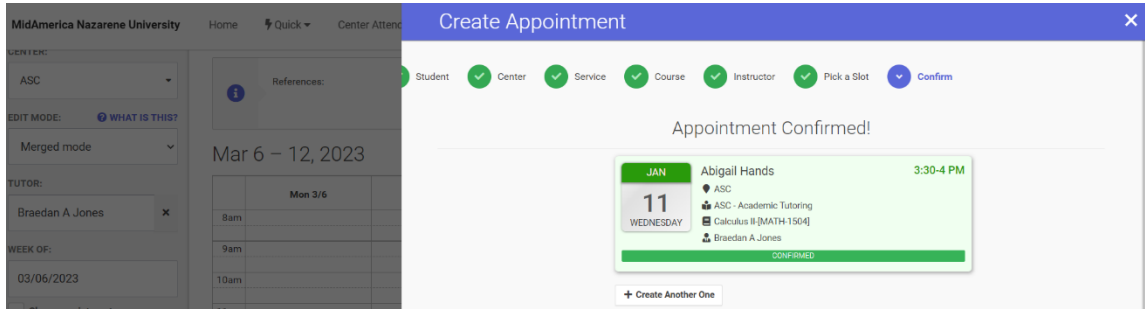 MidAmerica Nazarene University
Home
Quick
Center Attend
CENTER:
ASC
EDIT MODE:
WHAT IS THIS?
Merged mode
TUTOR:
Braedan A Jones
WEEK OF:
03/06/2023
References:
Mar 6 – 12, 2023
Mon 3/6
8am
9am
10am
Create Appointment
Student
Center
Service
Course
Instructor
Pick a Slot
Confirm
Appointment Confirmed!
JAN
11
WEDNESDAY
Abigail Hands
3:30-4 PM
ASC
ASC - Academic Tutoring
Calculus II-[MATH-1504]
Braedan A Jones
CONFIRMED
+ Create Another One